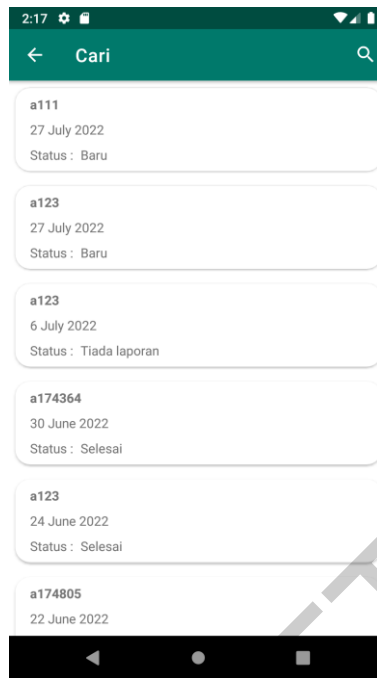 2:17
Cari
a111
27 July 2022
Status : Baru
a123
27 July 2022
Status : Baru
a123
6 July 2022
Status : Tiada laporan
a174364
30 June 2022
Status : Selesai
a123
24 June 2022
Status : Selesai
a174805
22 June 2022